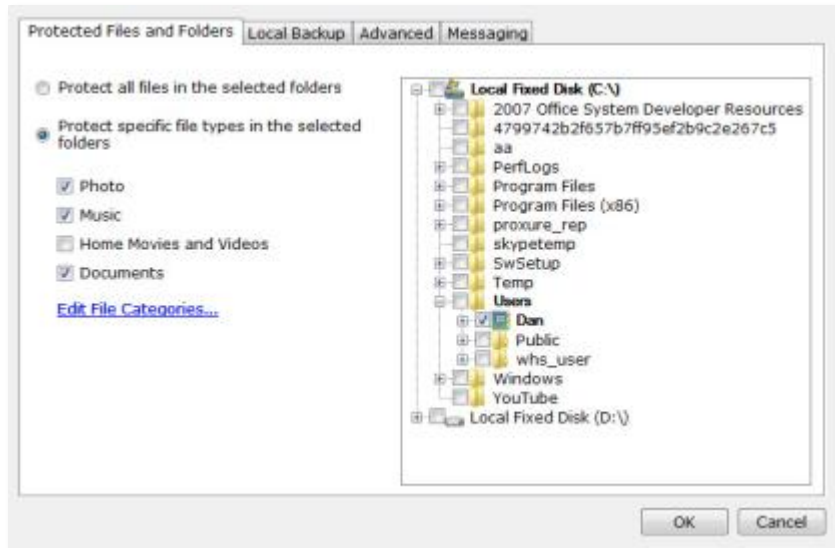 Protected Files and Folders
Local Backup
Advanced
Messaging
Protect all files in the selected folders
Protect specific file types in the selected
folders
Photo
Music
Home Movies and Videos
Documents
Edit File Categories...
Local Fixed Disk (C:\)
2007 Office System Developer Resources
4799742b2f657b7ff95ef2b9c2e267c5
aa
PerfLogs
Program Files
Program Files (x86)
proxure_rep
skypetemp
SwSetup
Temp
Users
Dan
Public
whs_user
Windows
YouTube
Local Fixed Disk (D:\)
OK
Cancel